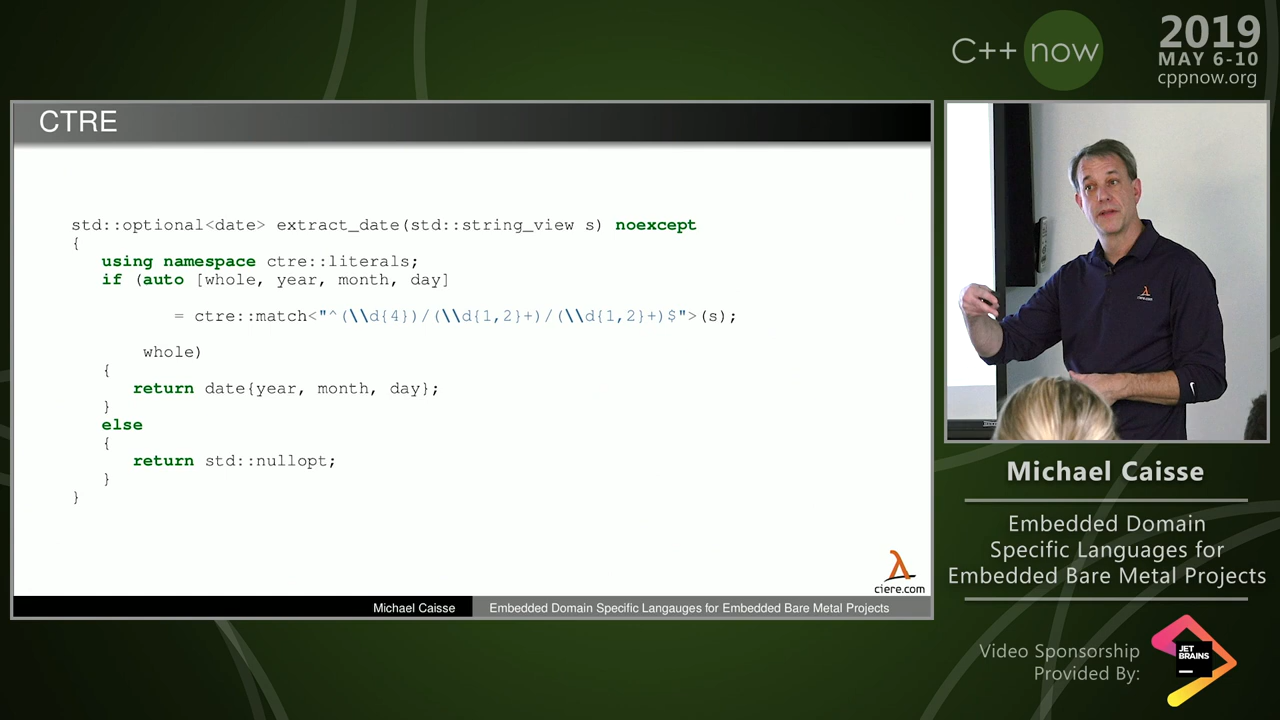 C++ now
2019
MAY 6-10
cppnow.org
CTRE
std::optional<date> extract_date(std::string_view s) noexcept
{
using namespace ctre::literals;
if (auto [whole, year, month, day]
= ctre::match<"^(\\d{4})/(\\d{1,2}+)/(\\d{1,2}+)$">(s);
whole)
{
return date{year, month, day};
}
else
{
return std::nullopt;
}
}
ciere.com
Michael Caisse
Embedded Domain Specific Langauges for Embedded Bare Metal Projects
ciere.com
Michael Caisse
Embedded Domain
Specific Languages for
Embedded Bare Metal Projects
Video Sponsorship
Provided By:
JET
BRAINS